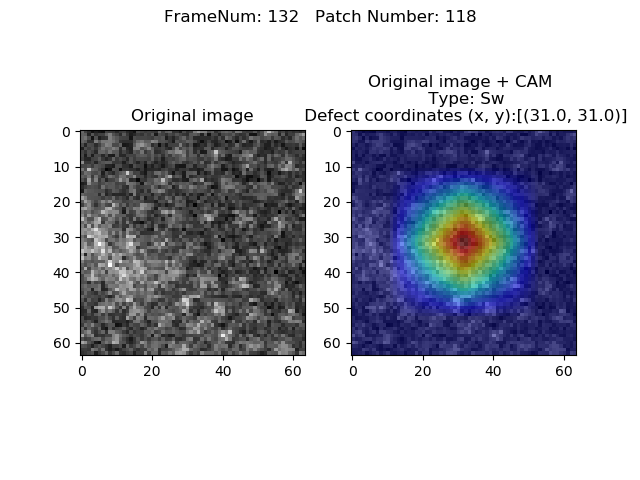 FrameNum: 132   Patch Number: 118
Original image
0
10
20
30
40
50
60
0 20 40 60
Original image + CAM
Type: Sw
Defect coordinates (x, y):[(31.0, 31.0)]
0
10
20
30
40
50
60
0 20 40 60